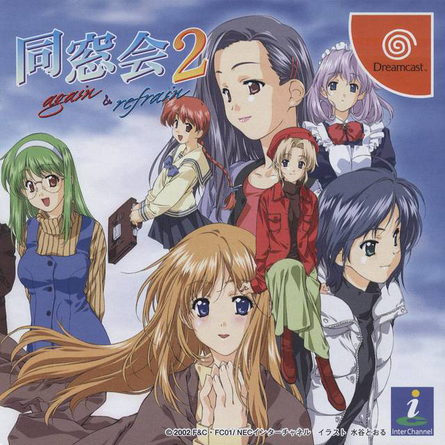 同窓会2
again & refrain
Dreamcast™
© 2002 F&C・FC01/ NECインターチャネル イラスト 水谷とおる
i
InterChannel